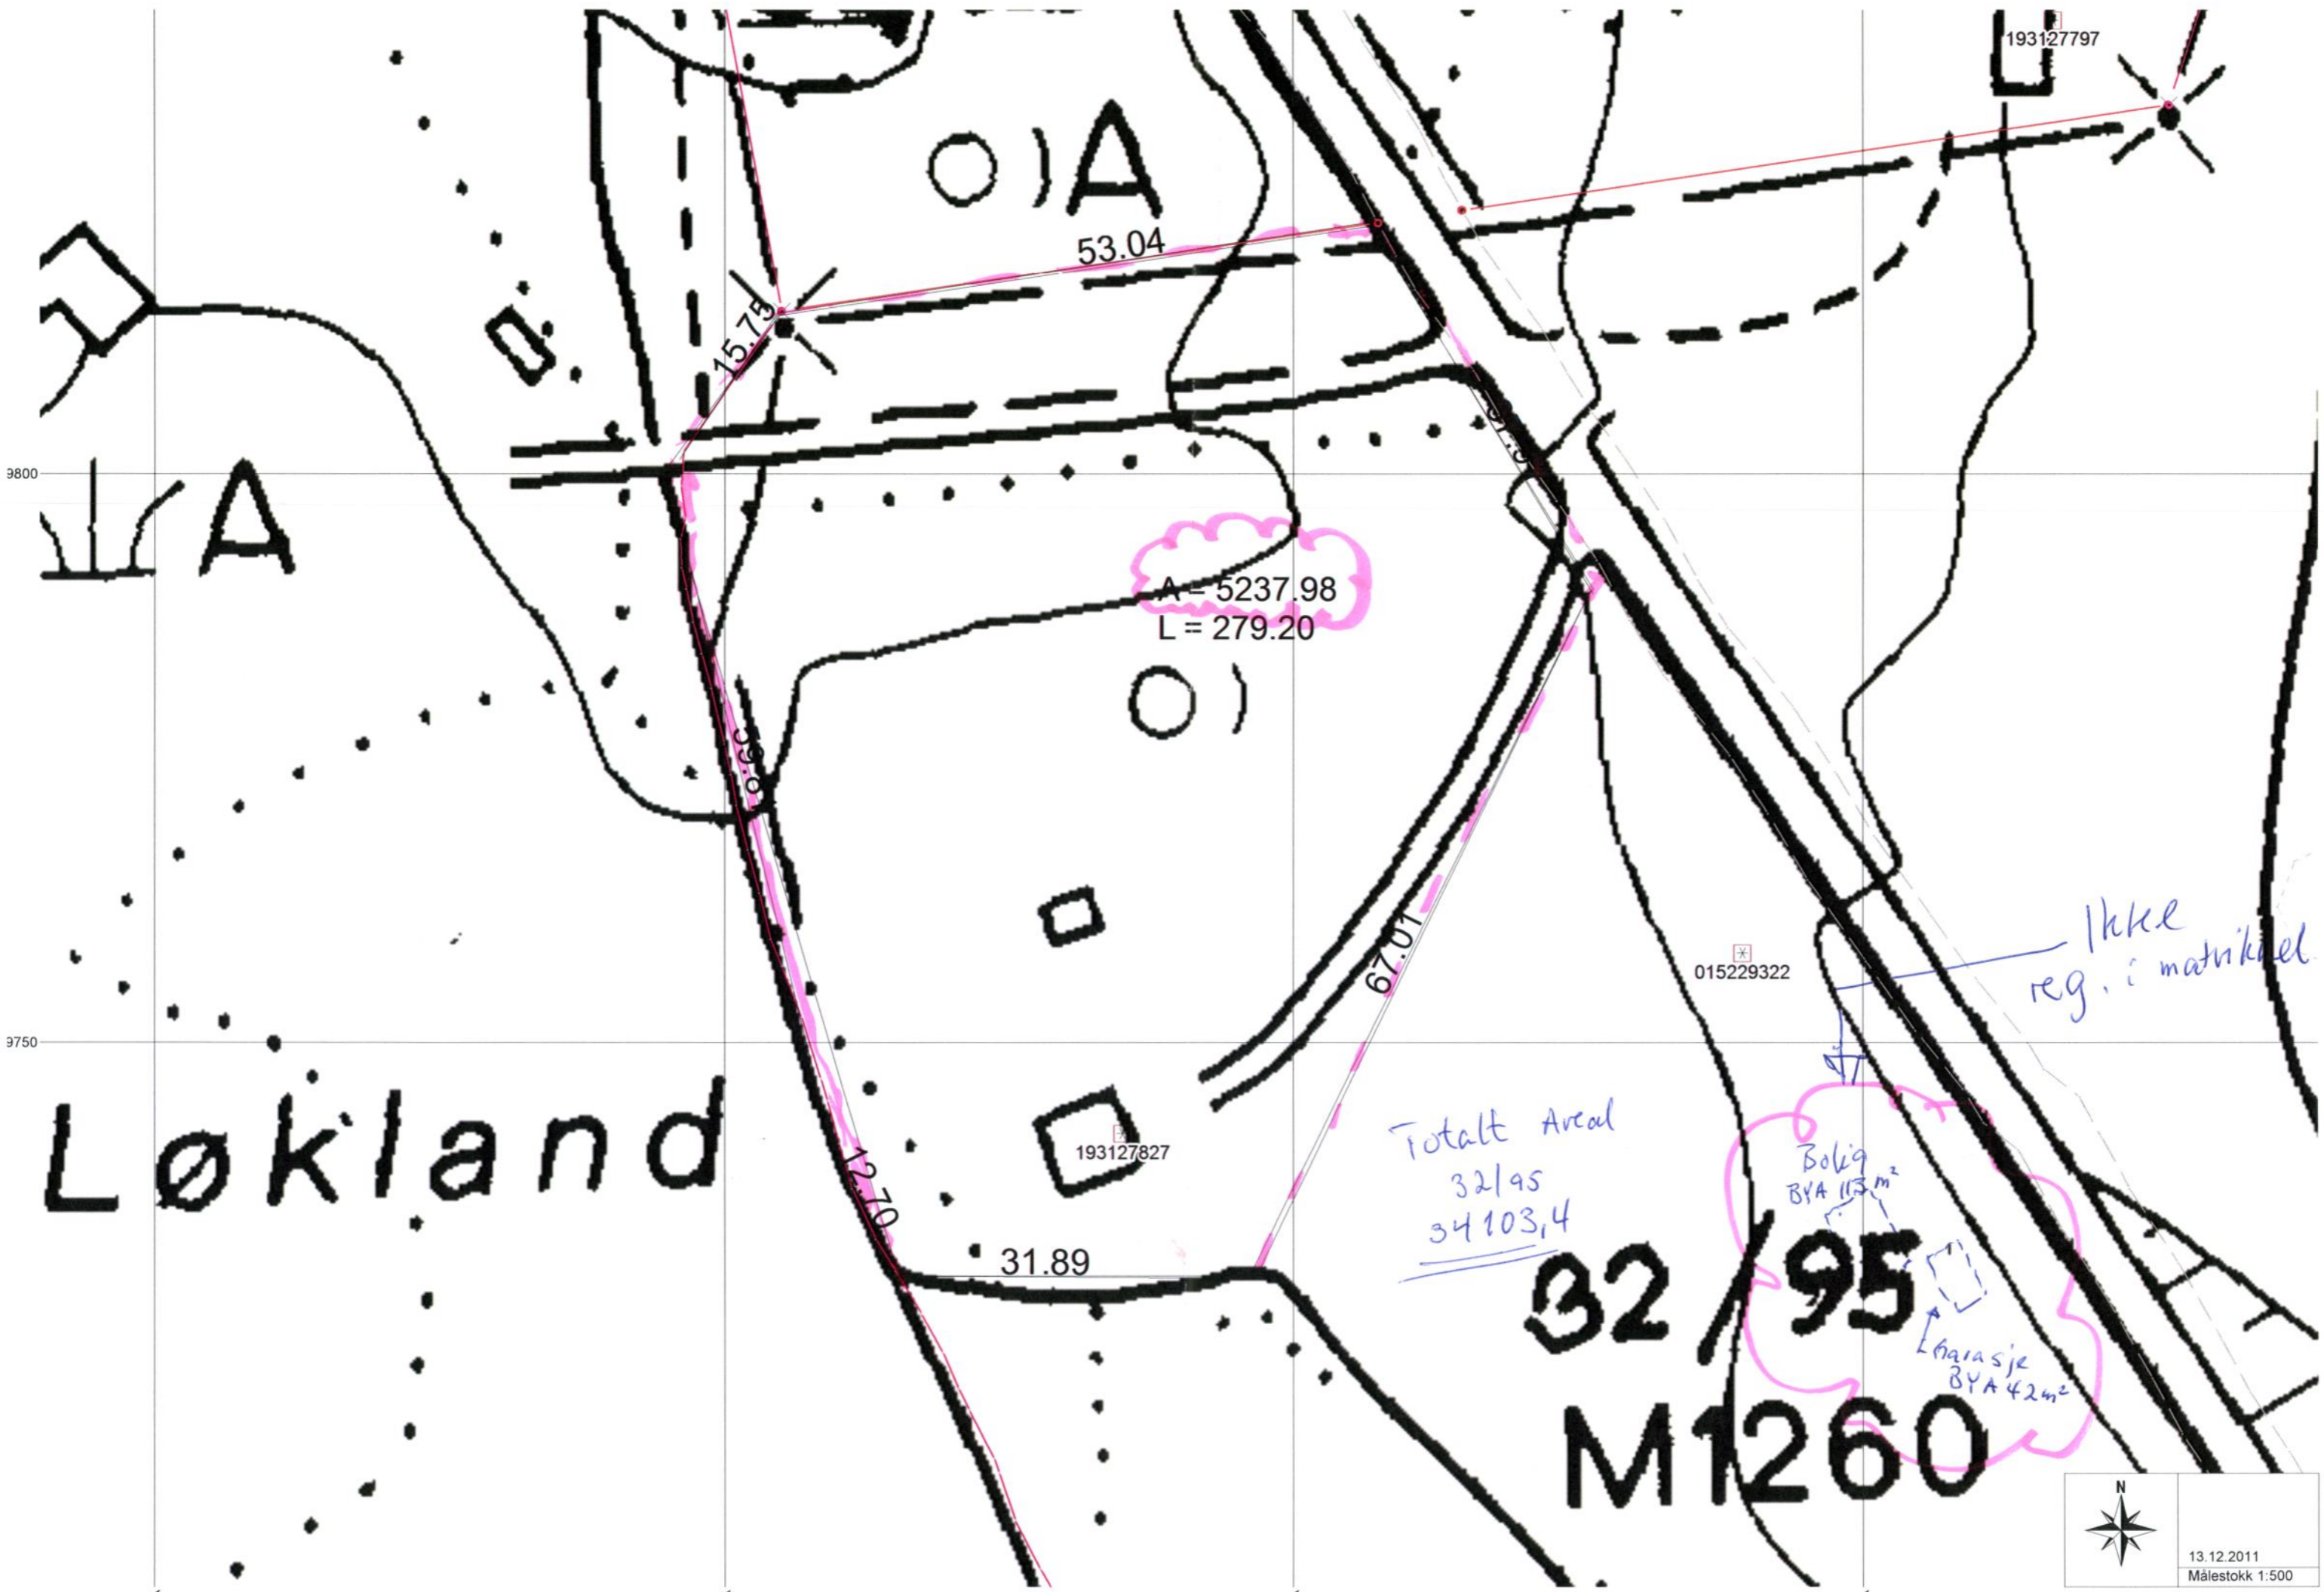 193127797
O)A
53.04
15.75
9800
A
A = 5237.98
L = 279.20
O)
Ikke
reg. i matrikkel
67.01
015229322
9750
Løkland
193127827
12.70
31.89
Totalt Areal
32/95
34103,4
Bolig
BYA 113 m²
32/95
Garasje
BYA 42 m²
M1260
N
13.12.2011
Målestokk 1:500